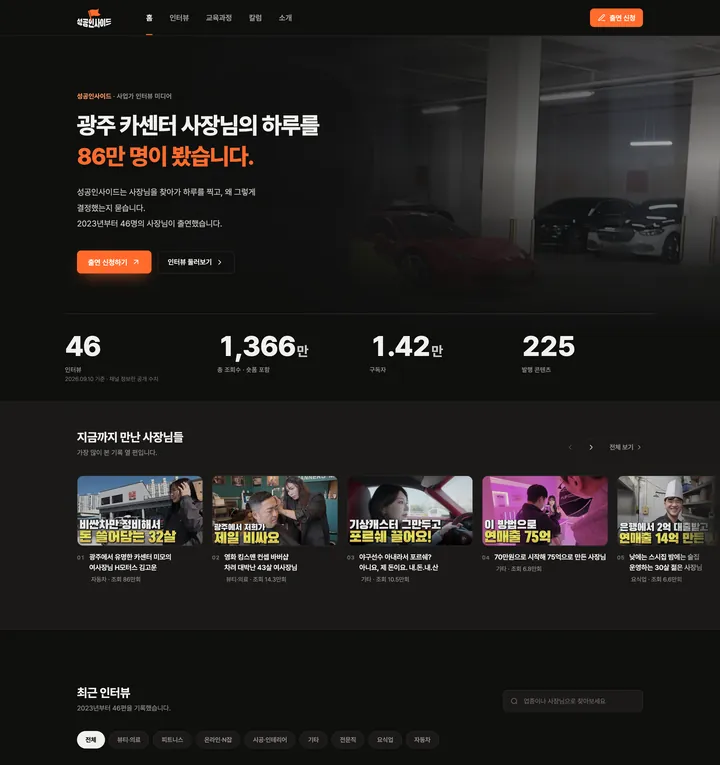 성공인사이드
홈
인터뷰
교육과정
칼럼
소개
출연 신청
성공인사이드 · 사업가 인터뷰 미디어
광주 카센터 사장님의 하루를
86만 명이 봤습니다.
성공인사이드는 사장님을 찾아가 하루를 찍고, 왜 그렇게
결정했는지 묻습니다.
2023년부터 46명의 사장님이 출연했습니다.
출연 신청하기
인터뷰 둘러보기
46
인터뷰
2026.09.10 기준 · 채널 정보란 공개 수치
1,366만
총 조회수 · 숏폼 포함
1.42만
구독자
225
발행 콘텐츠
지금까지 만난 사장님들
가장 많이 본 기록 열 편입니다.
전체 보기
비싼차만 정비해서
돈 쓸어담는 32살
광주에서 저희가
제일 비싸요
기상캐스터 그만두고
포르쉐 끌어요!
이 방법으로
연매출 75억
은행에서 2억 대출받고
연매출 14억 만든
01 광주에서 유명한 카센터 미모의
여사장님 H모터스 김고운
자동차 · 조회 86만회
02 영화 킹스맨 컨셉 바버샵
차려 대박난 43살 여사장님
뷰티·의료 · 조회 14.3만회
03 야구선수 아내라서 포르쉐?
아니요, 제 돈이요. 내.돈.내.산
기타 · 조회 10.5만회
04 70만원으로 시작해 75억으로 만든 사장님
기타 · 조회 6.8만회
05 낮에는 스시집 밤에는 술집
운영하는 30살 젊은 사장님
요식업 · 조회 6.6만회
최근 인터뷰
2023년부터 46편을 기록했습니다.
업종이나 사장님으로 찾아보세요
전체
뷰티·의료
피트니스
온라인·N잡
시공·인테리어
기타
전문직
요식업
자동차